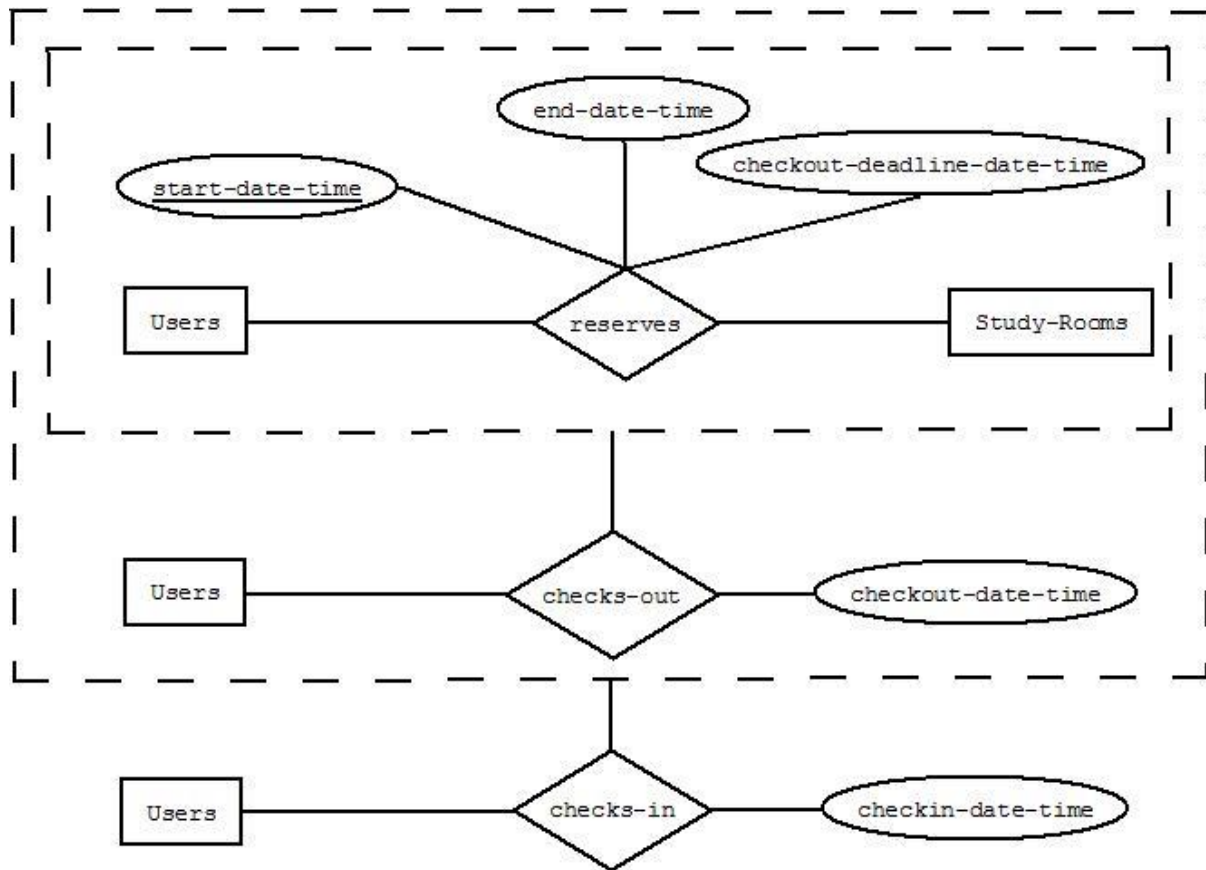 end-date-time
checkout-deadline-date-time
start-date-time
Users
reserves
Study-Rooms
Users
checks-out
checkout-date-time
Users
checks-in
checkin-date-time